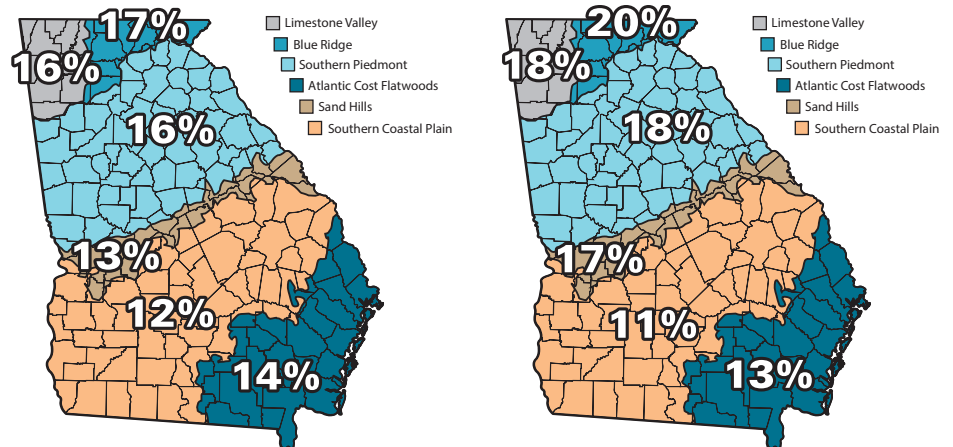 17%
Limestone Valley
Blue Ridge
16%
Southern Piedmont
Atlantic Cost Flatwoods
Sand Hills
16%
Southern Coastal Plain
13%
12%
14%
20%
Limestone Valley
Blue Ridge
18%
Southern Piedmont
Atlantic Cost Flatwoods
Sand Hills
18%
Southern Coastal Plain
17%
11%
13%